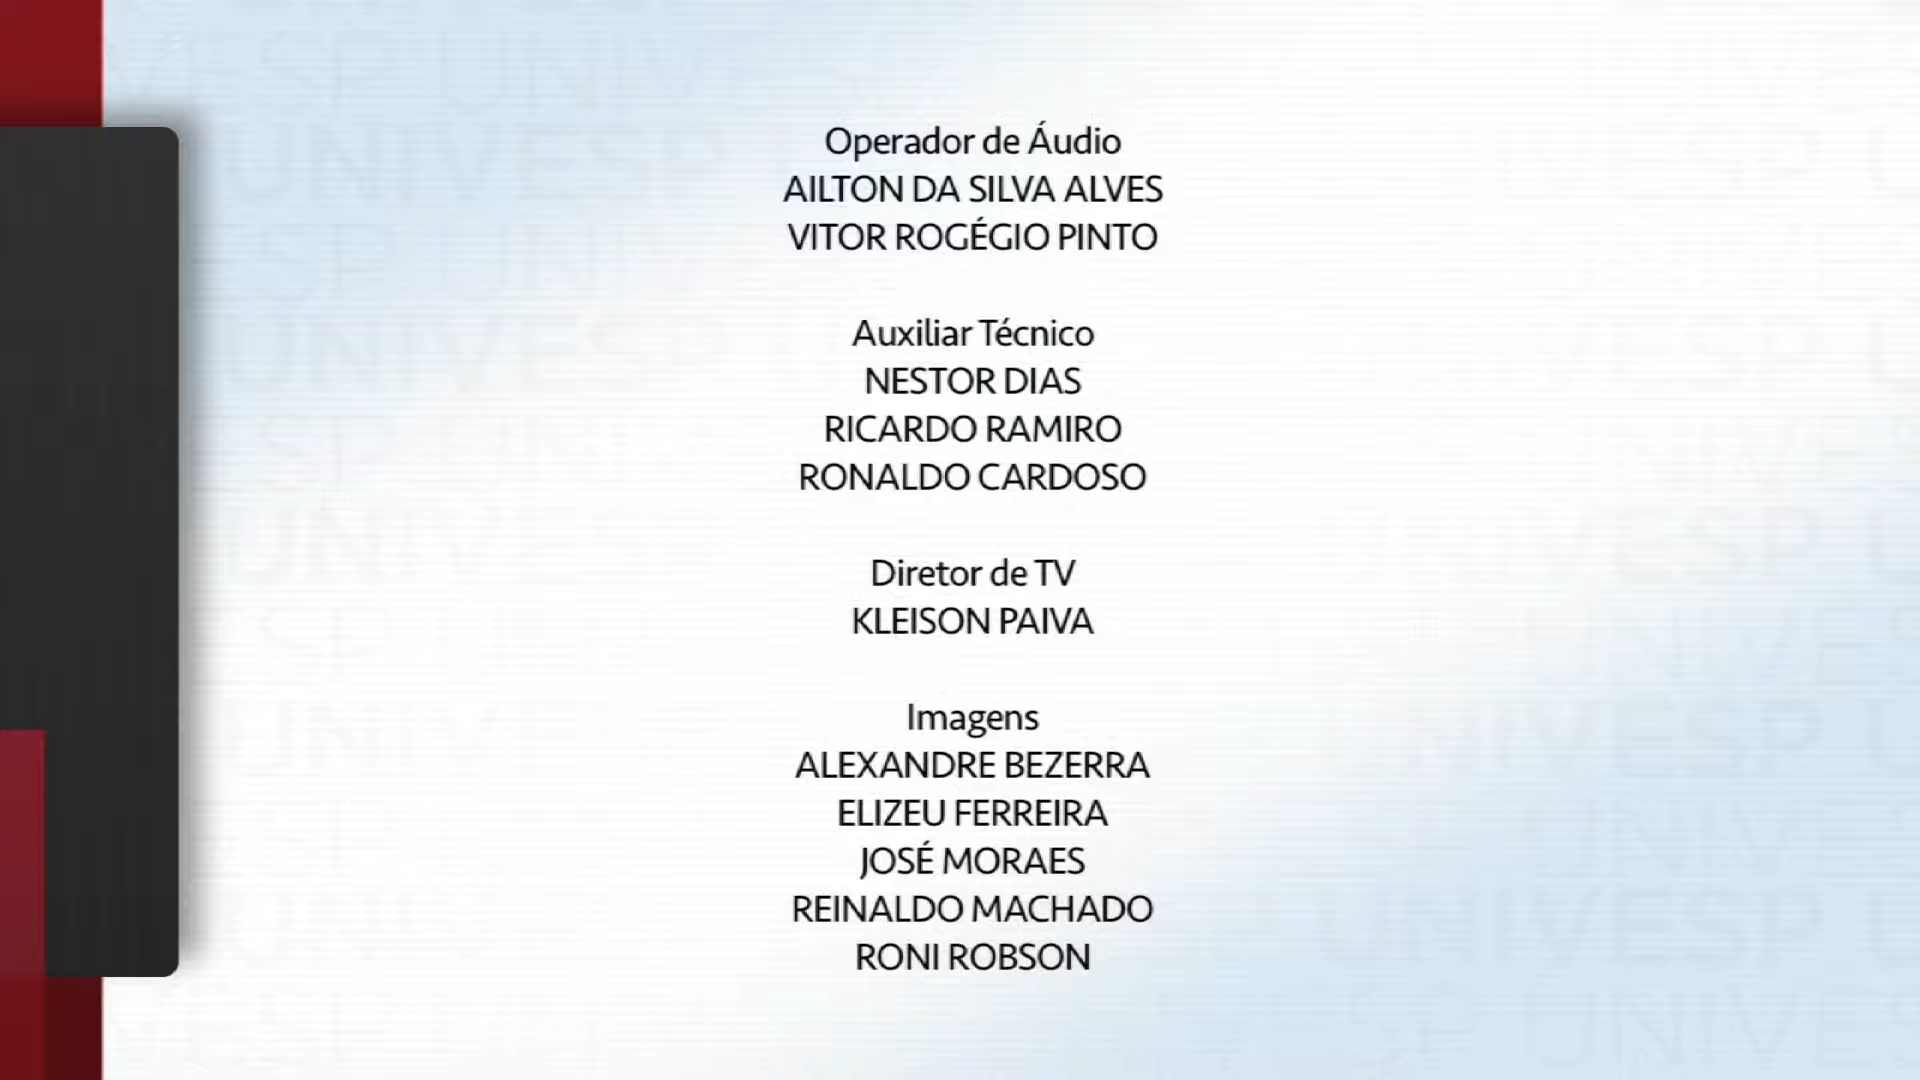 Operador de Áudio
AILTON DA SILVA ALVES
VITOR ROGÉGIO PINTO
Auxiliar Técnico
NESTOR DIAS
RICARDO RAMIRO
RONALDO CARDOSO
Diretor de TV
KLEISON PAIVA
Imagens
ALEXANDRE BEZERRA
ELIZEU FERREIRA
JOSÉ MORAES
REINALDO MACHADO
RONI ROBSON